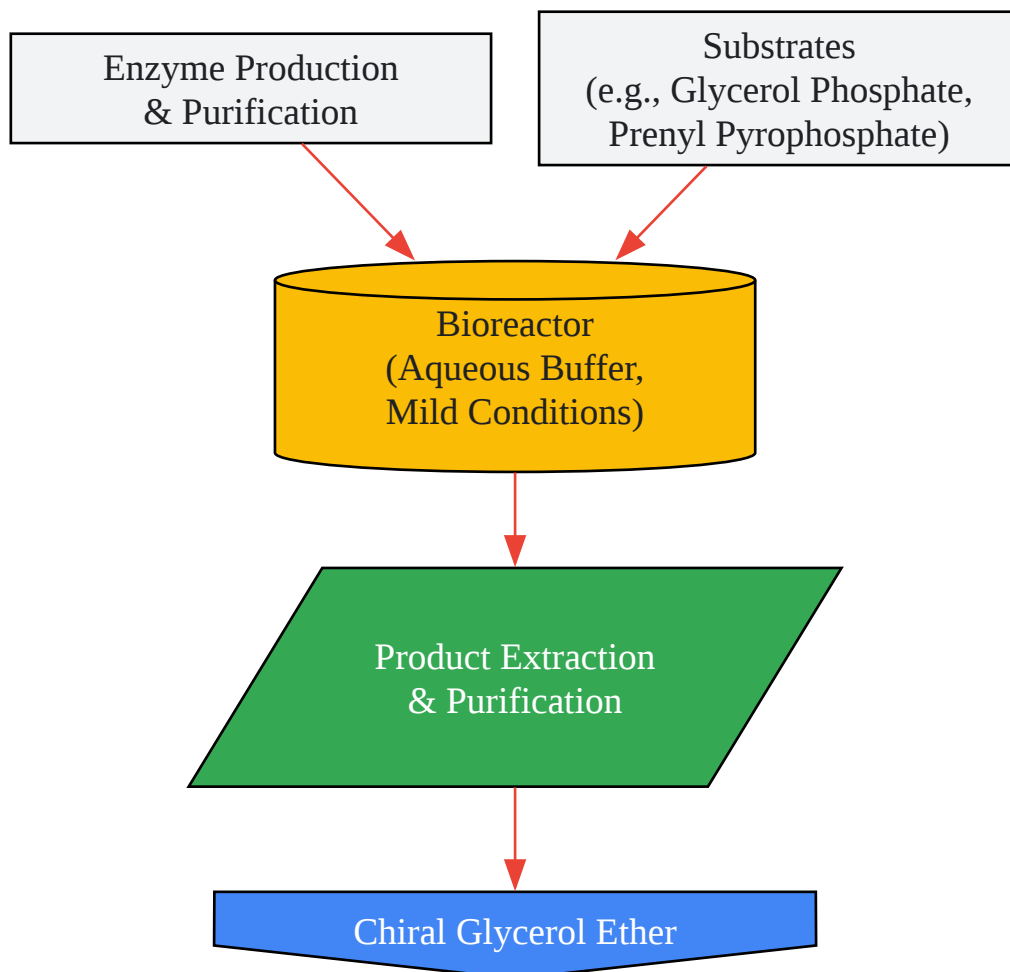 Enzyme Production
& Purification
Substrates
(e.g., Glycerol Phosphate,
Prenyl Pyrophosphate)
Bioreactor
(Aqueous Buffer,
Mild Conditions)
Product Extraction
& Purification
Chiral Glycerol Ether